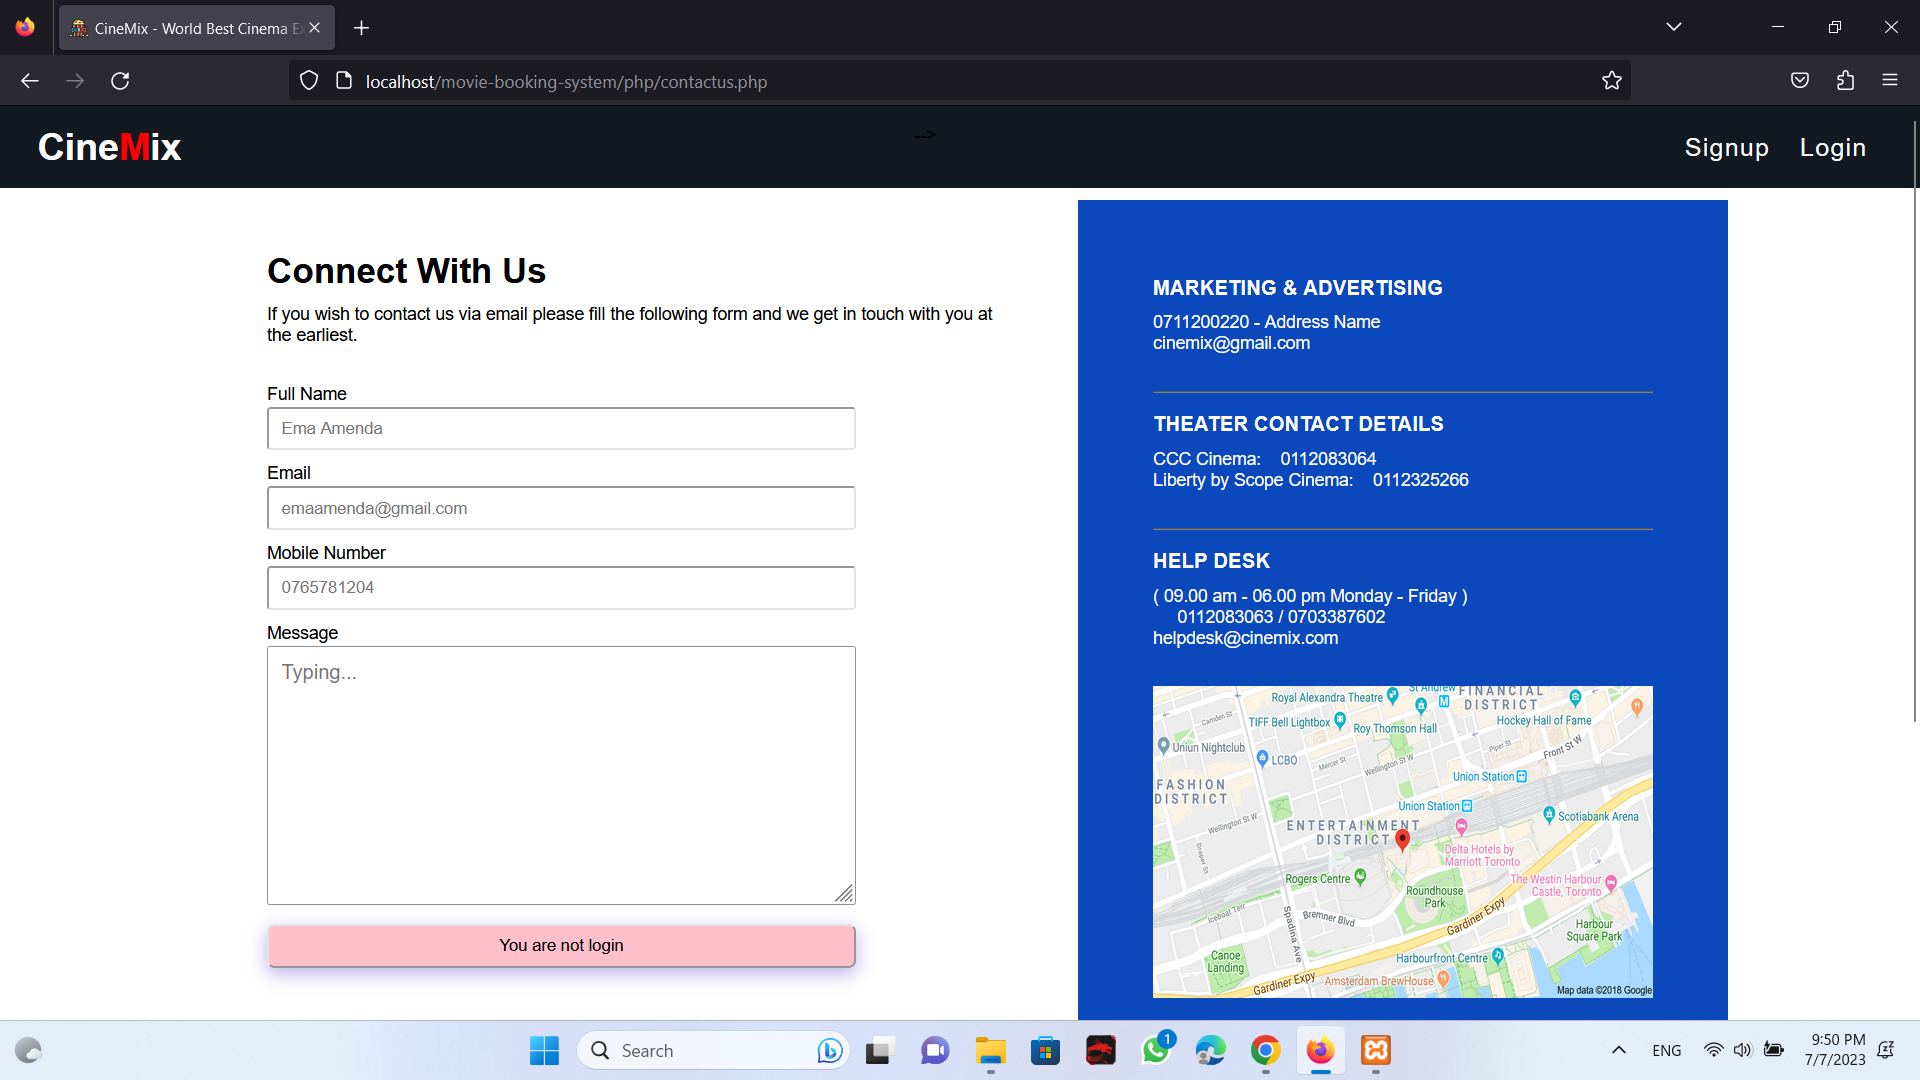 CineMix - World Best Cinema Ex
localhost/movie-booking-system/php/contactus.php
CineMix
-->
Signup
Login
Connect With Us
If you wish to contact us via email please fill the following form and we get in touch with you at
the earliest.
Full Name
Ema Amenda
Email
emaamenda@gmail.com
Mobile Number
0765781204
Message
Typing...
You are not login
MARKETING & ADVERTISING
0711200220 - Address Name
cinemix@gmail.com
THEATER CONTACT DETAILS
CCC Cinema: 0112083064
Liberty by Scope Cinema: 0112325266
HELP DESK
( 09.00 am - 06.00 pm Monday - Friday )
0112083063 / 0703387602
helpdesk@cinemix.com
Royal Alexandra Theatre
St Andrew
FINANCIAL
DISTRICT
Camden St
TIFF Bell Lightbox
Roy Thomson Hall
Hockey Hall of Fame
Uniun Nightclub
LCBO
Mercer St
Wellington St W
Piper St
Front St W
Union Station
FASHION
DISTRICT
Union Station
Wellington St W
ENTERTAINMENT
DISTRICT
Scotiabank Arena
Draper St
Delta Hotels by
Marriott Toronto
Rogers Centre
The Westin Harbour
Castle, Toronto
Roundhouse
Park
Iceboat Terr
Spadina Ave
Bremner Blvd
Gardiner Expy
Harbour
Square Park
Canoe
Landing
Harbourfront Centre
Gardiner Expy
Amsterdam BrewHouse
Map data ©2018 Google
Search
1
ENG
9:50 PM
7/7/2023